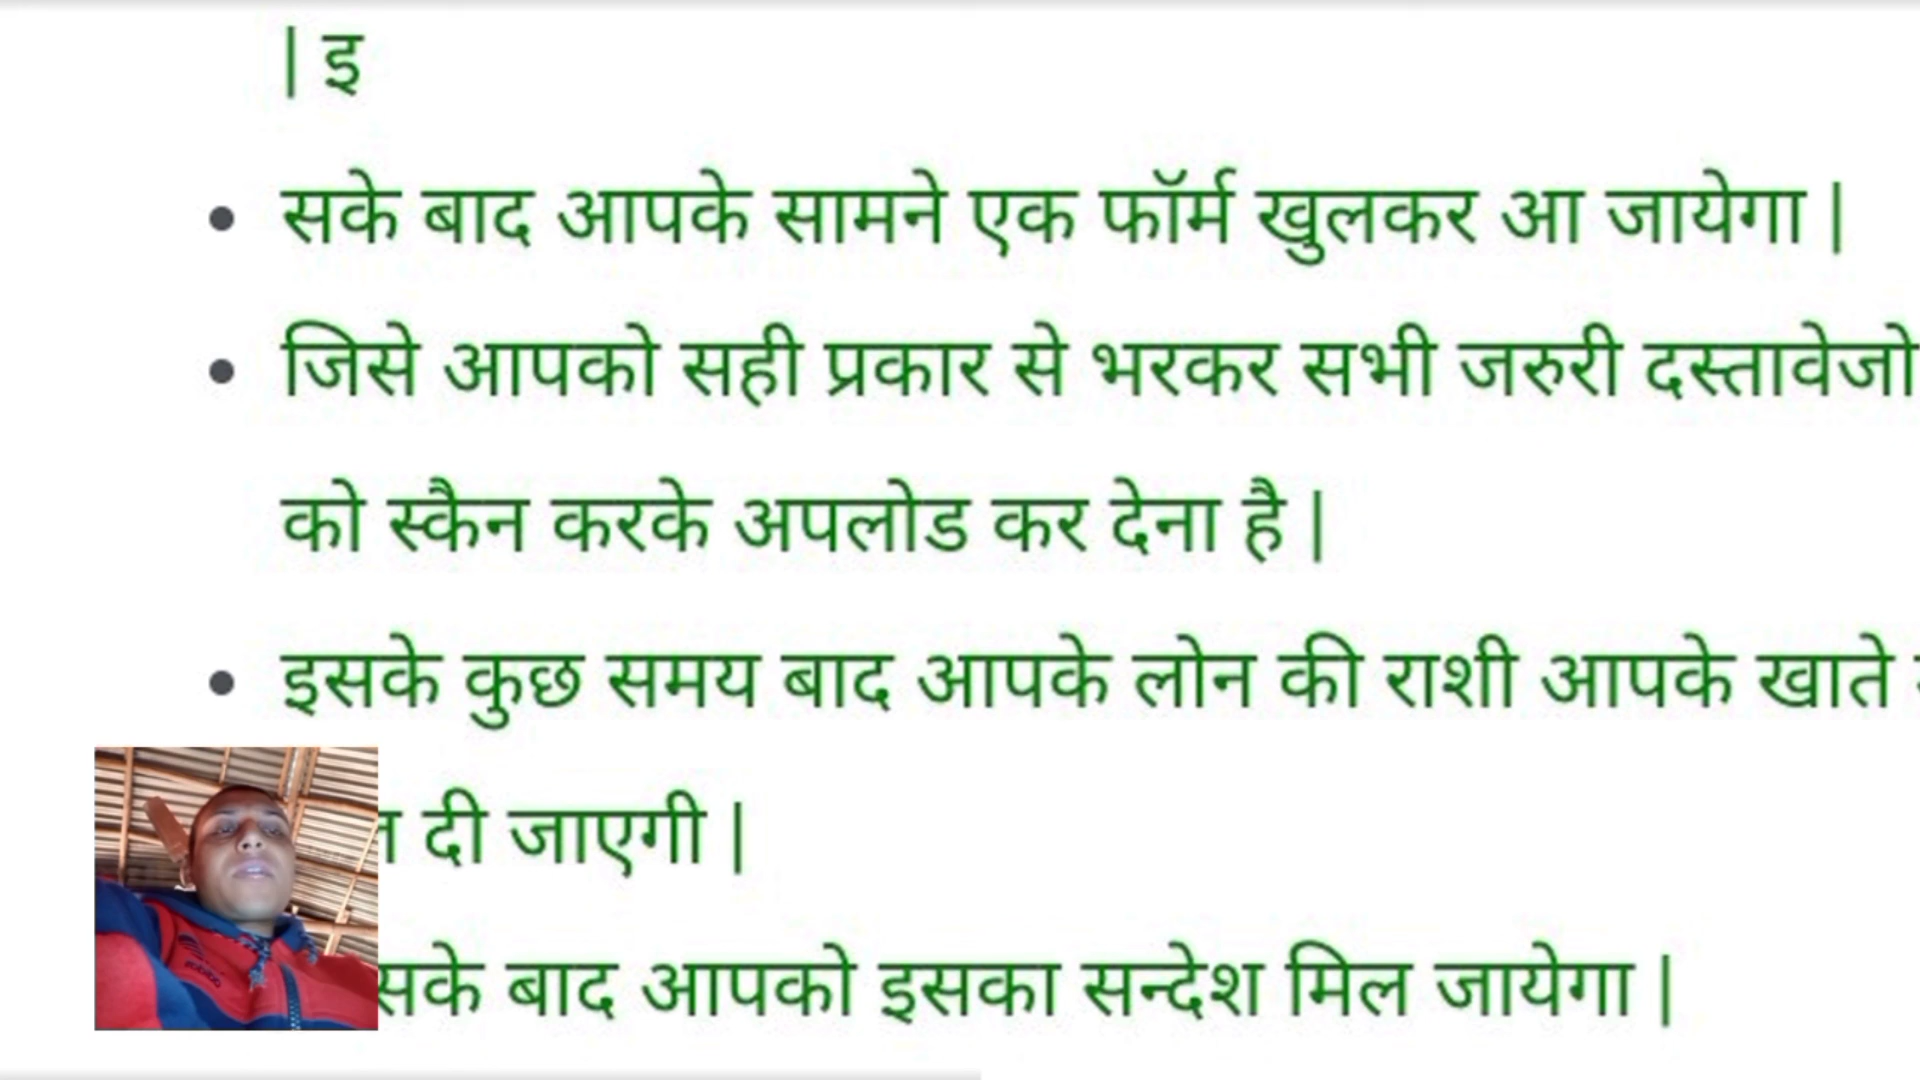 | इ
सके बाद आपके सामने एक फॉर्म खुलकर आ जायेगा |
जिसे आपको सही प्रकार से भरकर सभी जरुरी दस्तावेजो
को स्कैन करके अपलोड कर देना है |
इसके कुछ समय बाद आपके लोन की राशी आपके खाते
दी जाएगी |
सके बाद आपको इसका सन्देश मिल जायेगा |